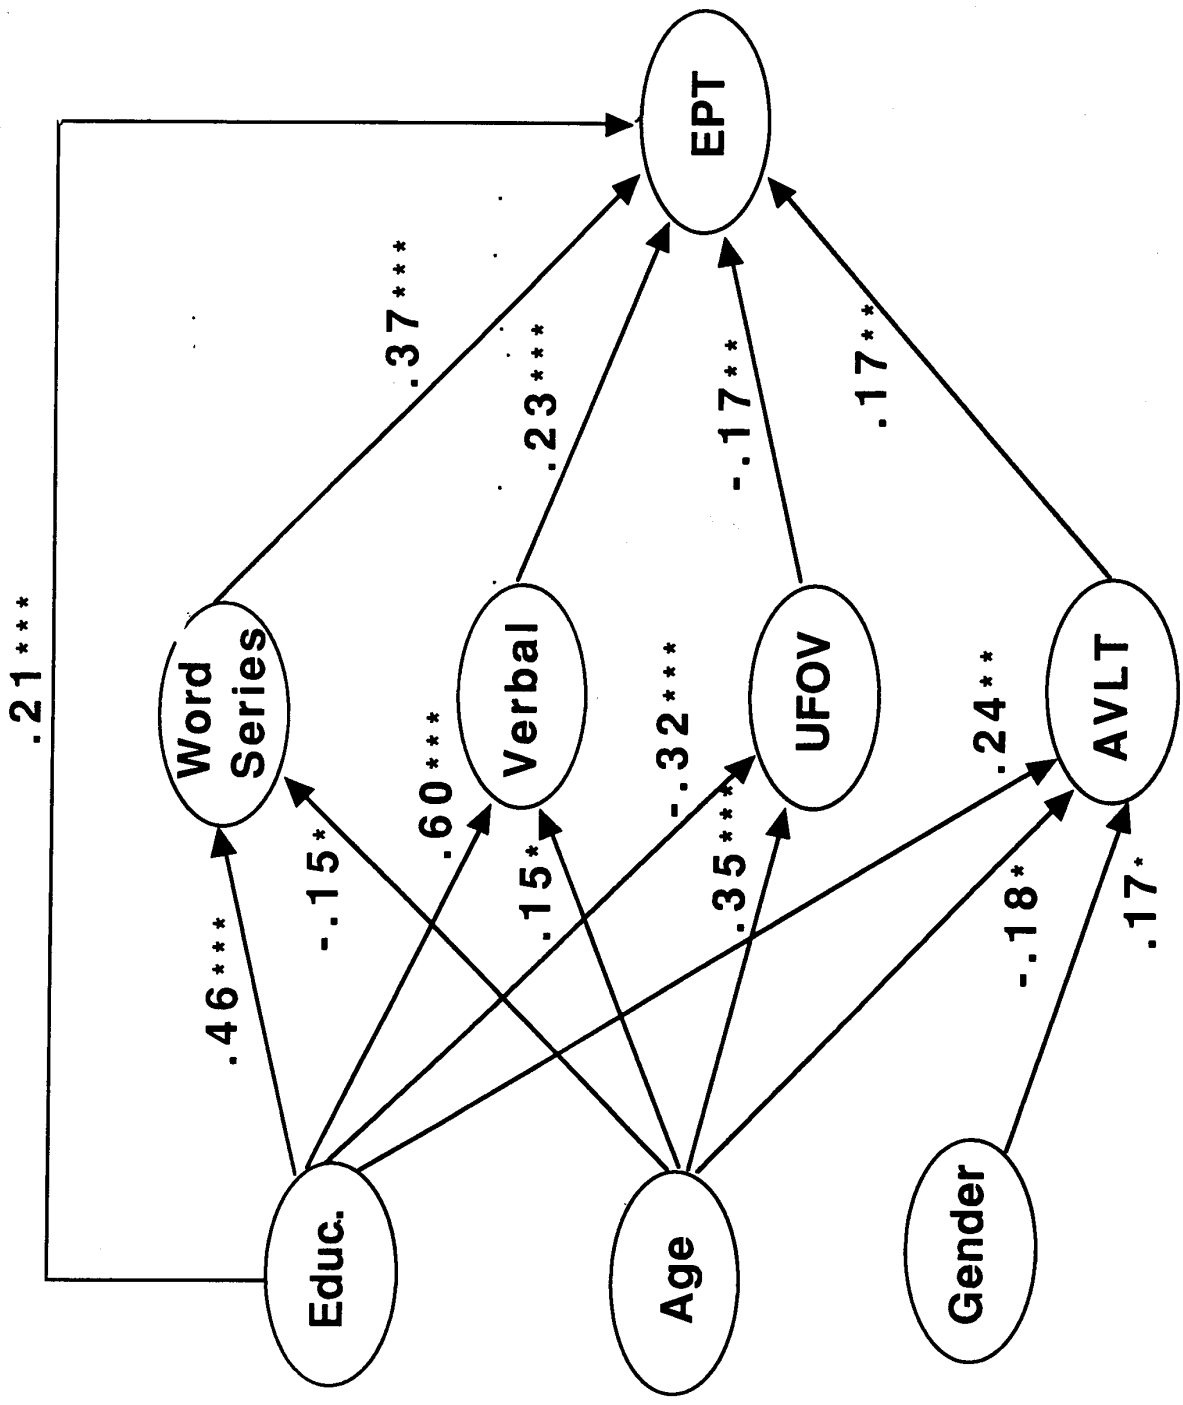 .21***
Educ.
Age
Gender
.46***
-.15*
.60***
.15*
-.32***
.35***
.24**
-.18*
.17*
Word
Series
Verbal
UFOV
AVLT
.37***
.23***
-.17**
.17**
EPT